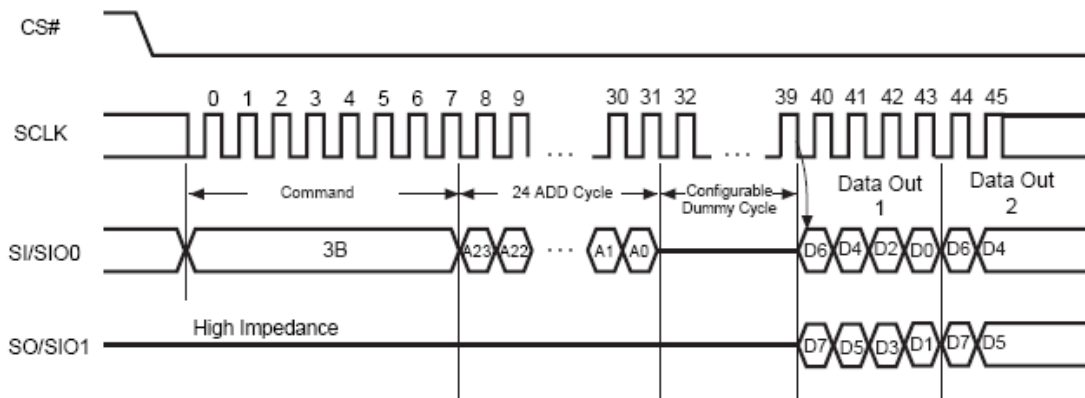 CS#
0 1 2 3 4 5 6 7 8 9 30 31 32 39 40 41 42 43 44 45
SCLK
... ...
Command 24 ADD Cycle Configurable Dummy Cycle Data Out 1 Data Out 2
SI/SIO0 3B A23 A22 ... A1 A0 D6 D4 D2 D0 D6 D4
High Impedance
SO/SIO1 D7 D5 D3 D1 D7 D5